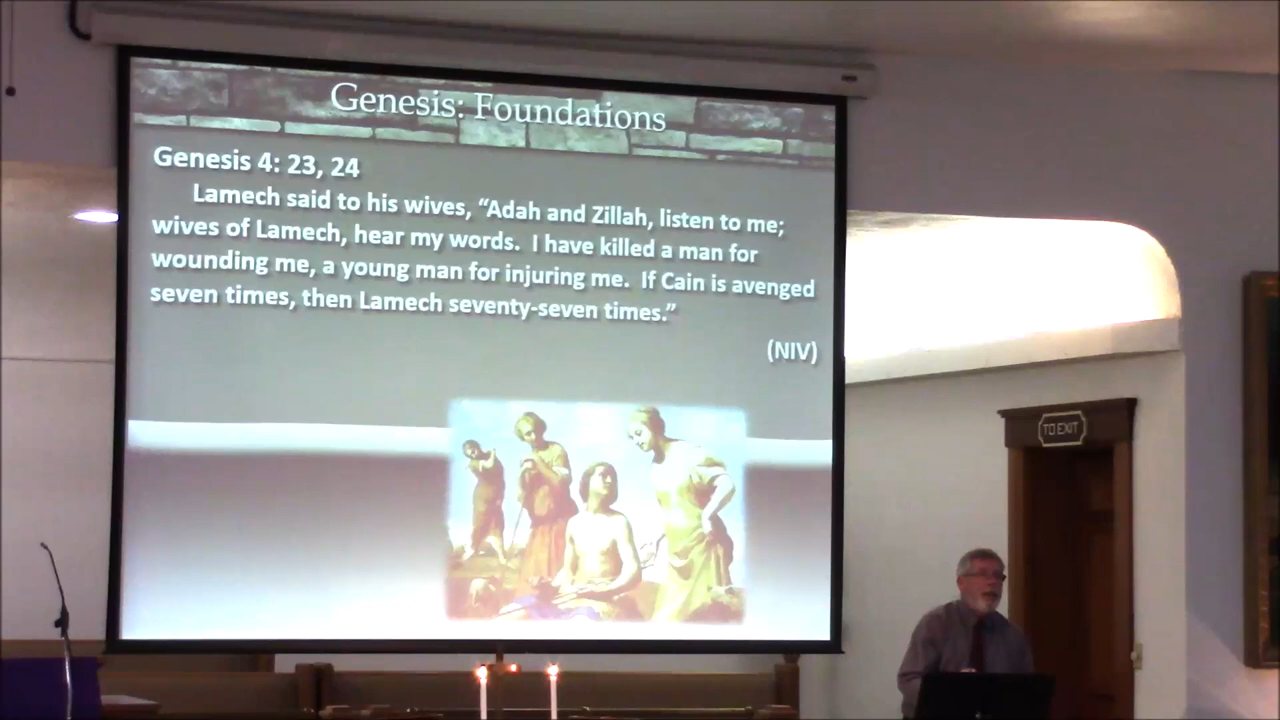 Genesis: Foundations
Genesis 4: 23, 24
Lamech said to his wives, “Adah and Zillah, listen to me;
wives of Lamech, hear my words. I have killed a man for
wounding me, a young man for injuring me. If Cain is avenged
seven times, then Lamech seventy-seven times.”
(NIV)
TO EXIT